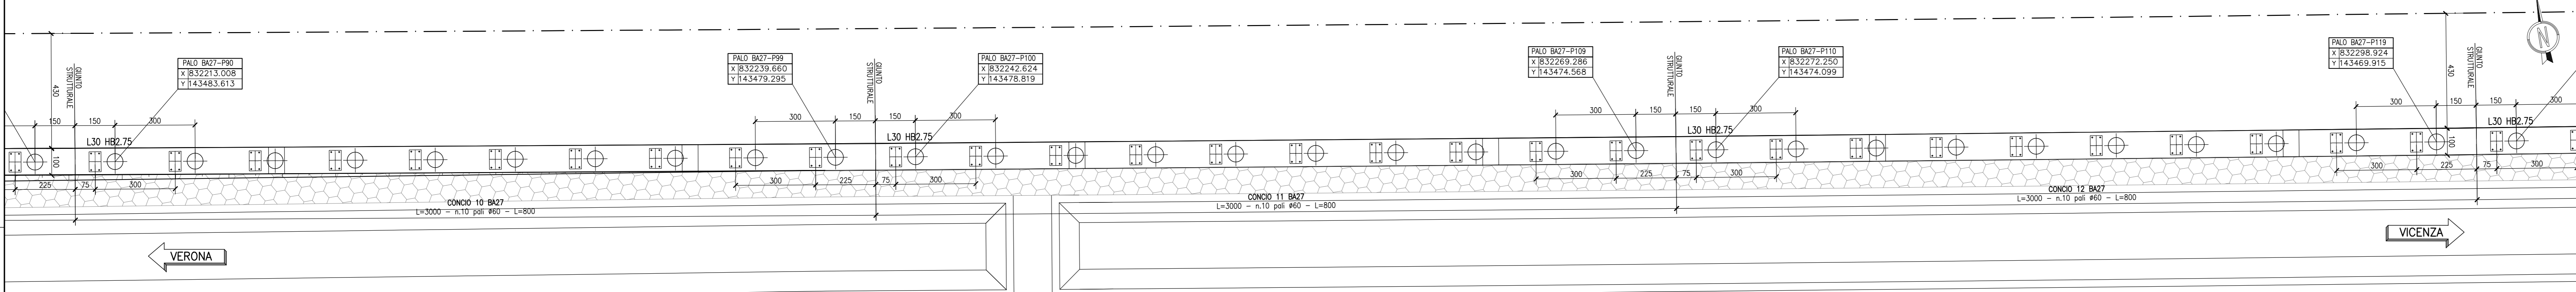 430
GIUNTO
STRUTTURALE
PALO BA27-P90
X 832213.008
Y 143483.613
150
150
300
L30 HB2.75
100
225
75
300
CONCIO 10 BA27
L=3000 - n.10 pali ø60 - L=800
PALO BA27-P99
X 832239.660
Y 143479.295
GIUNTO
STRUTTURALE
PALO BA27-P100
X 832242.624
Y 143478.819
300
150
150
300
L30 HB2.75
300
225
75
300
CONCIO 11 BA27
L=3000 - n.10 pali ø60 - L=800
PALO BA27-P109
X 832269.286
Y 143474.568
GIUNTO
STRUTTURALE
PALO BA27-P110
X 832272.250
Y 143474.099
300
150
150
300
L30 HB2.75
300
225
75
300
CONCIO 12 BA27
L=3000 - n.10 pali ø60 - L=800
PALO BA27-P119
X 832298.924
Y 143469.915
430
GIUNTO
STRUTTURALE
N
300
150
150
300
L30 HB2.75
100
300
225
75
300
VERONA
VICENZA